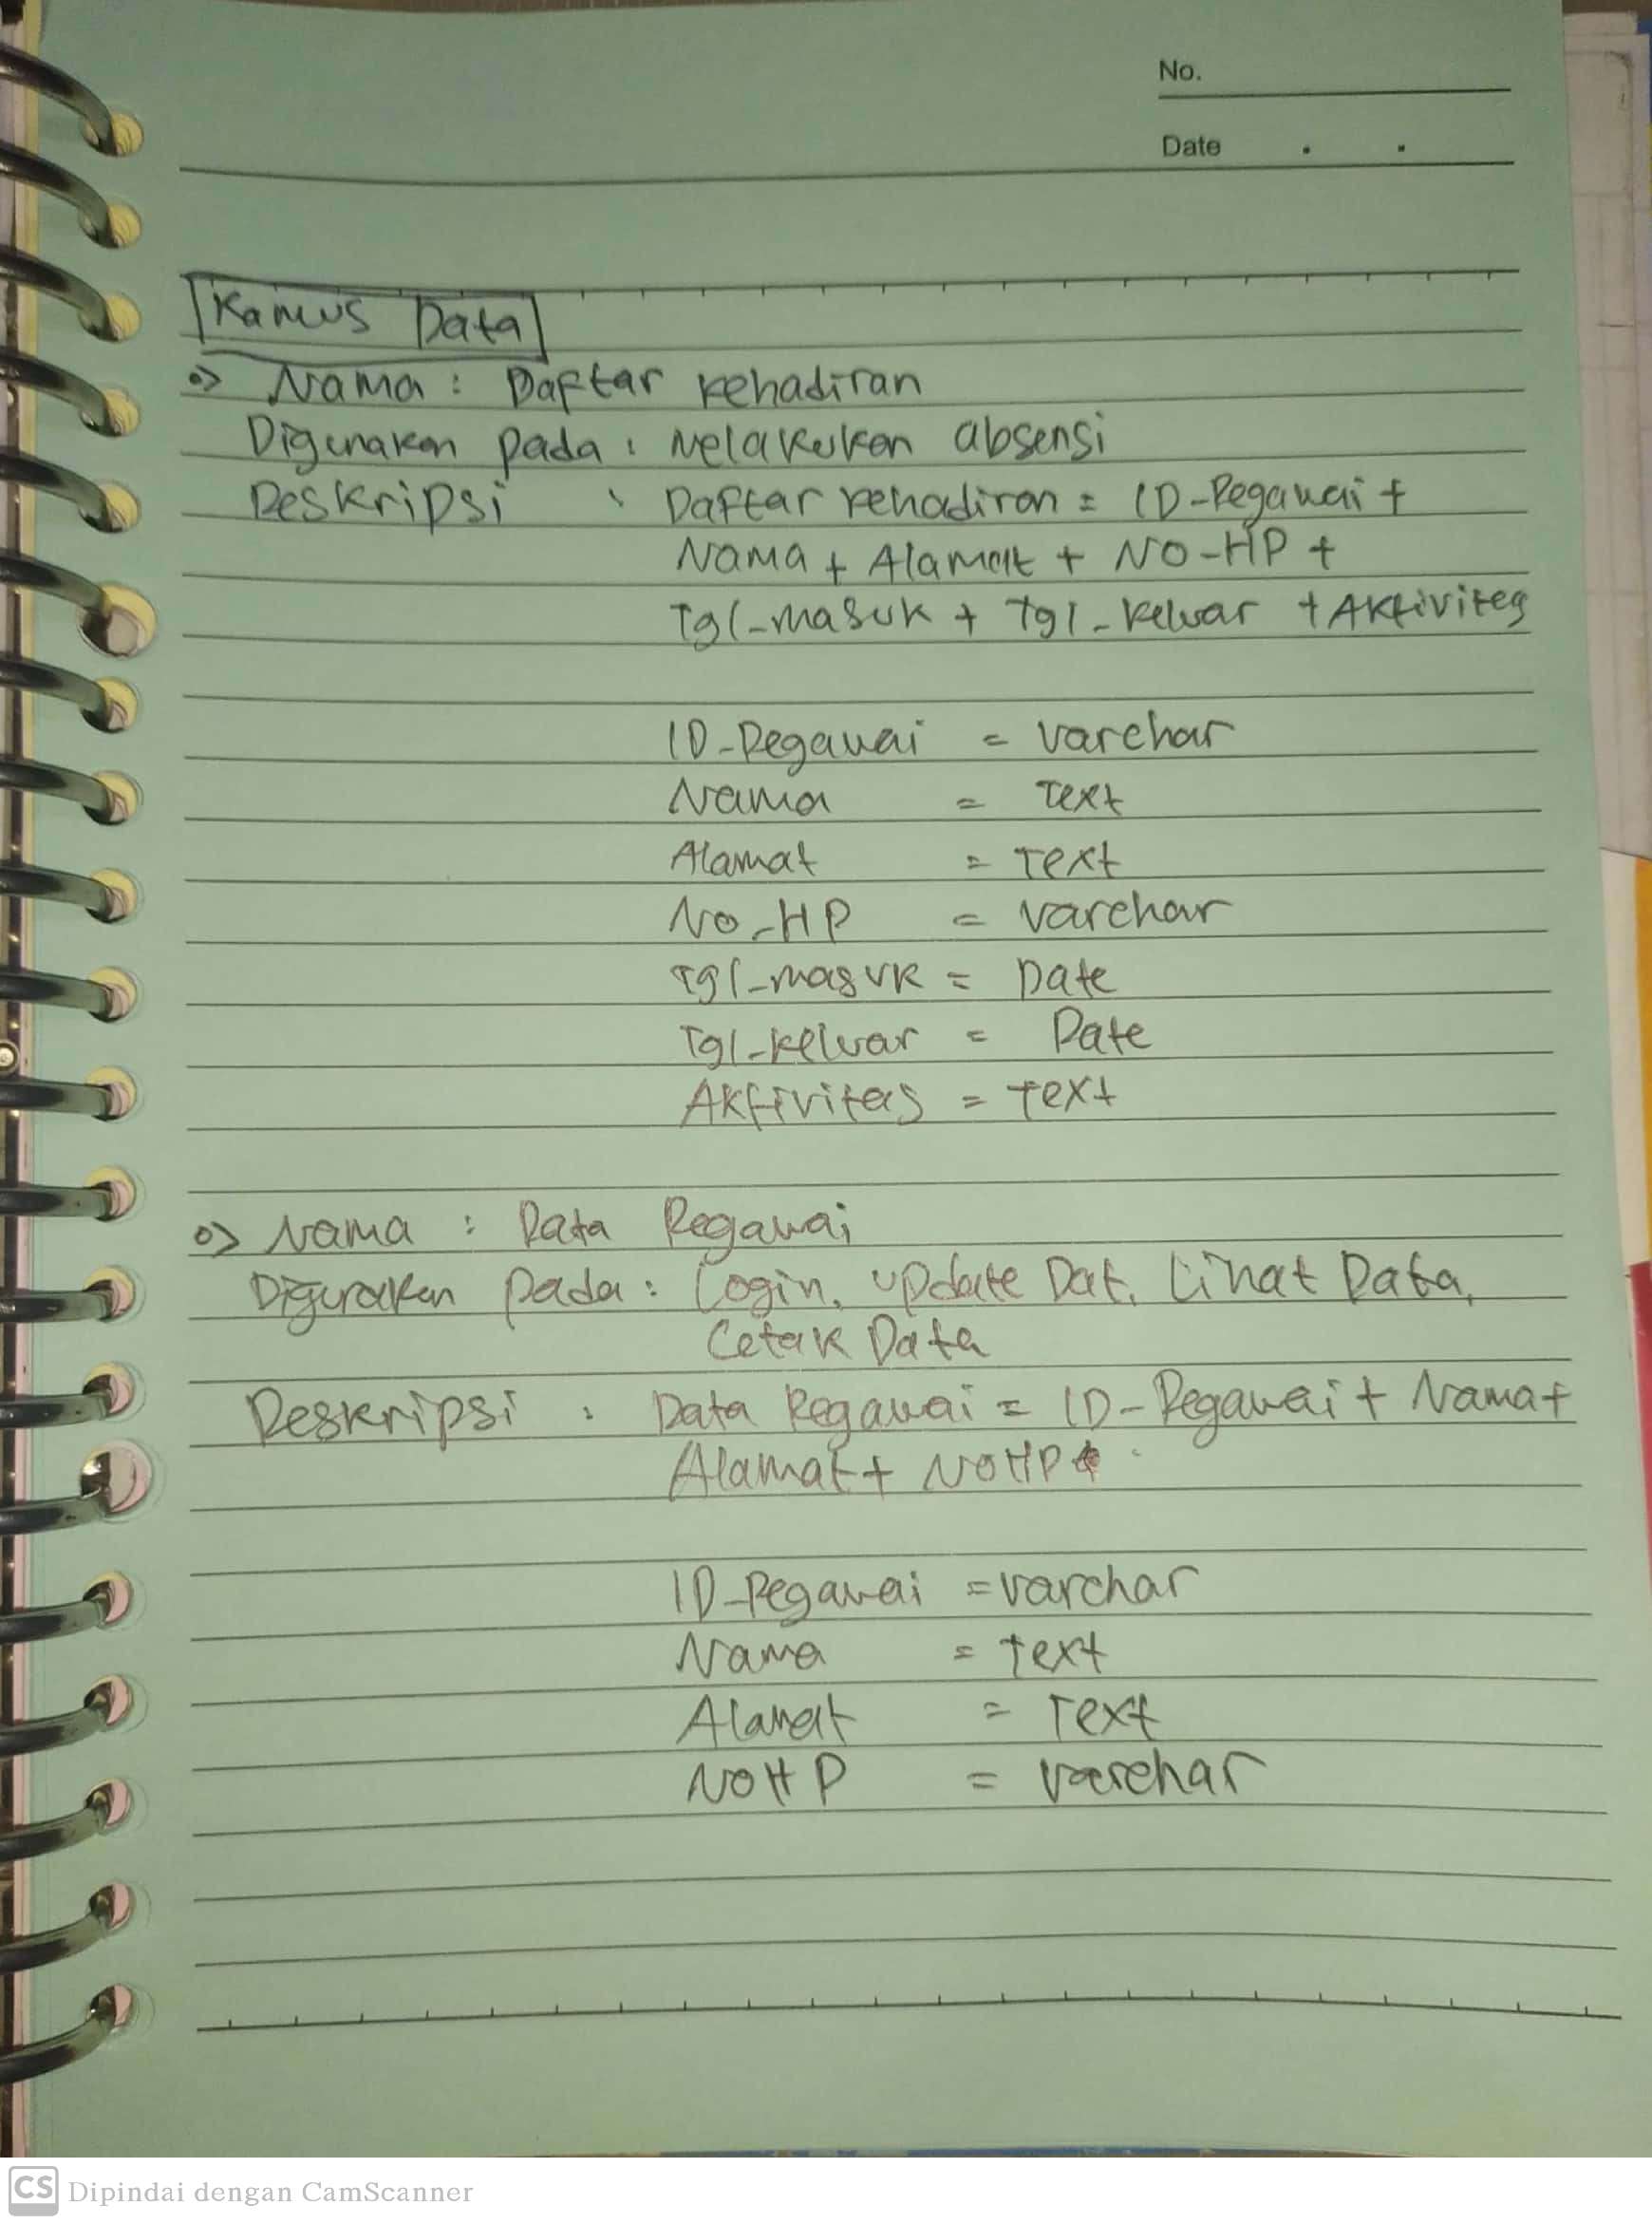 No.
Date . .
Kamus Data
=> Nama : Daftar kehadiran
Digunakan pada : Melakukan absensi
Deskripsi : Daftar kehadiran = ID-Pegawai +
Nama + Alamat + NO-HP +
Tgl-masuk + Tgl-keluar + Aktivitas
ID-Pegawai = varchar
Nama = Text
Alamat = Text
No-HP = varchar
Tgl-masuk = Date
Tgl-keluar = Date
Aktivitas = Text
=> Nama : Data Pegawai
Digunakan pada : Login, update Dat, Lihat Data,
Cetak Data
Deskripsi : Data Pegawai = ID-Pegawai + Nama +
Alamat + NOHP
ID-Pegawai = varchar
Nama = Text
Alamat = Text
NOHP = varchar
CS Dipindai dengan CamScanner